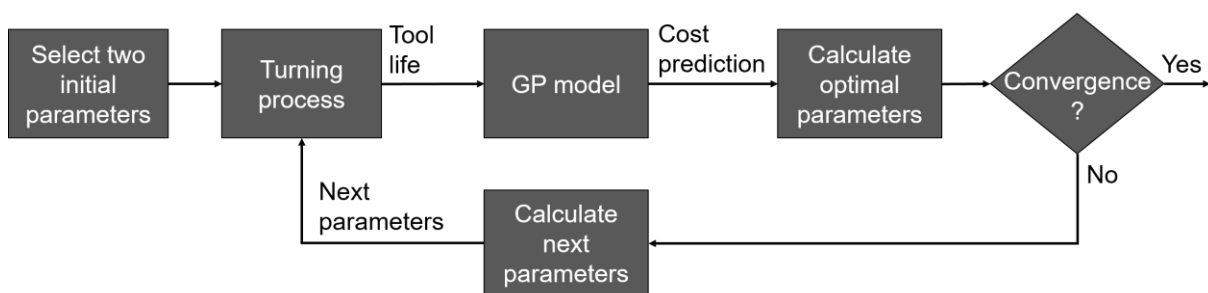 Select two
initial
parameters
Turning
process
Tool
life
GP model
Cost
prediction
Calculate
optimal
parameters
Convergence
?
Yes
No
Calculate
next
parameters
Next
parameters